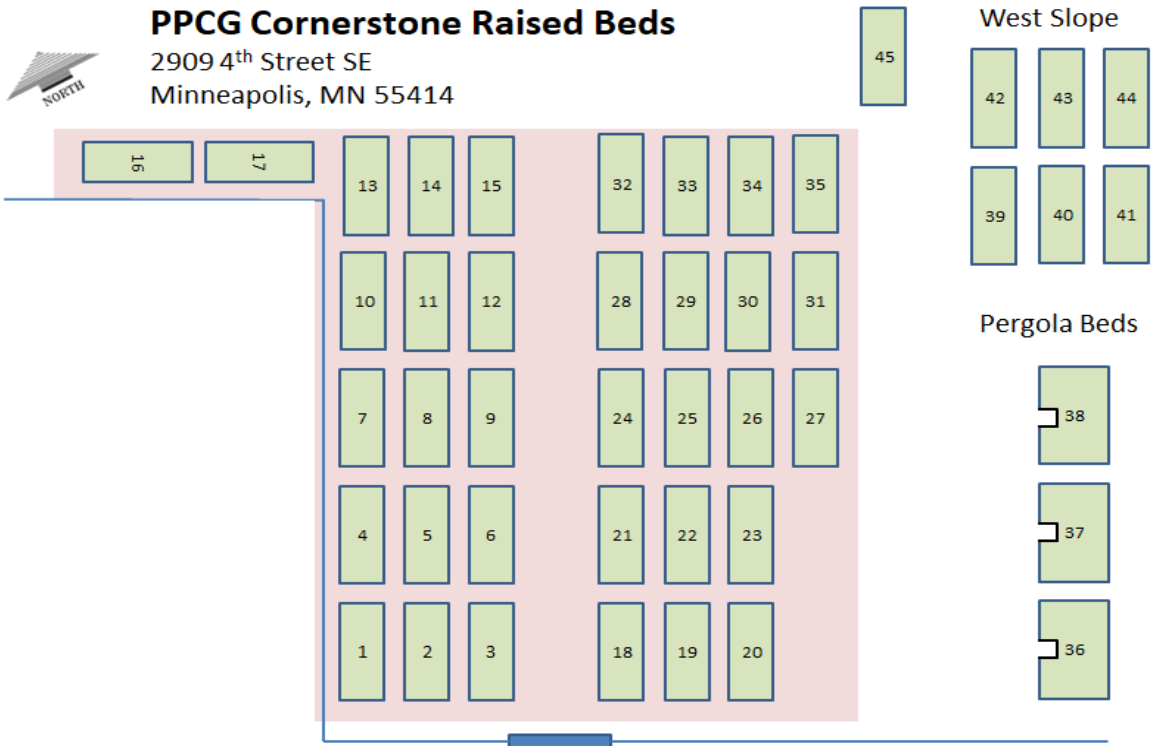 PPCG Cornerstone Raised Beds
2909 4th Street SE
Minneapolis, MN 55414
NORTH
45
West Slope
42 43 44
39 40 41
16 17
13 14 15 32 33 34 35
10 11 12 28 29 30 31
Pergola Beds
7 8 9 24 25 26 27
38
4 5 6 21 22 23
37
1 2 3 18 19 20
36